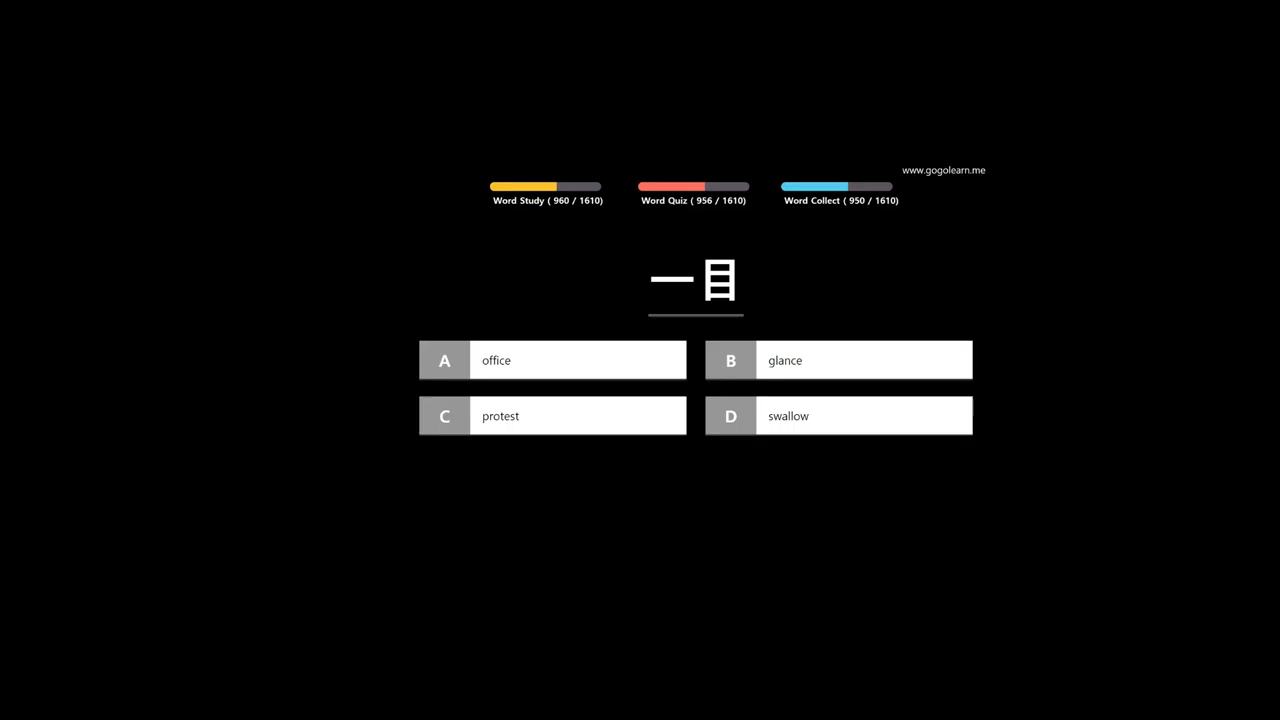 www.gogolearn.me
Word Study ( 960 / 1610)
Word Quiz ( 956 / 1610)
Word Collect ( 950 / 1610)
一目
A office
B glance
C protest
D swallow